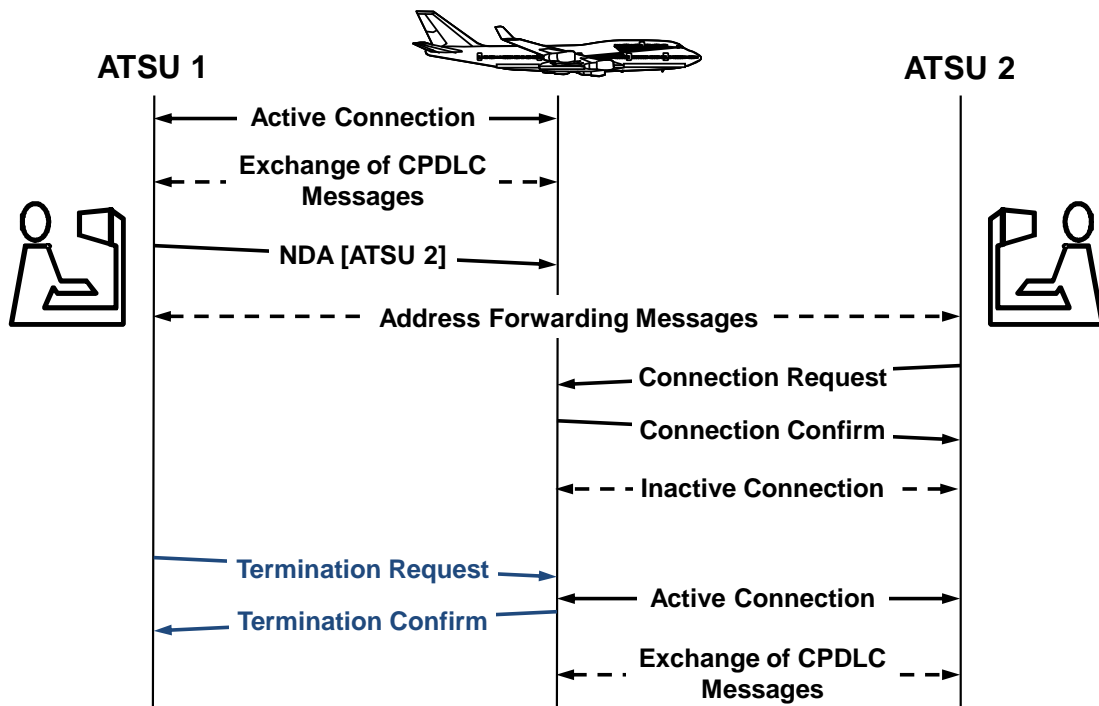 ATSU 1
ATSU 2
Active Connection
Exchange of CPDLC
Messages
NDA [ATSU 2]
Address Forwarding Messages
Connection Request
Connection Confirm
Inactive Connection
Termination Request
Active Connection
Termination Confirm
Exchange of CPDLC
Messages